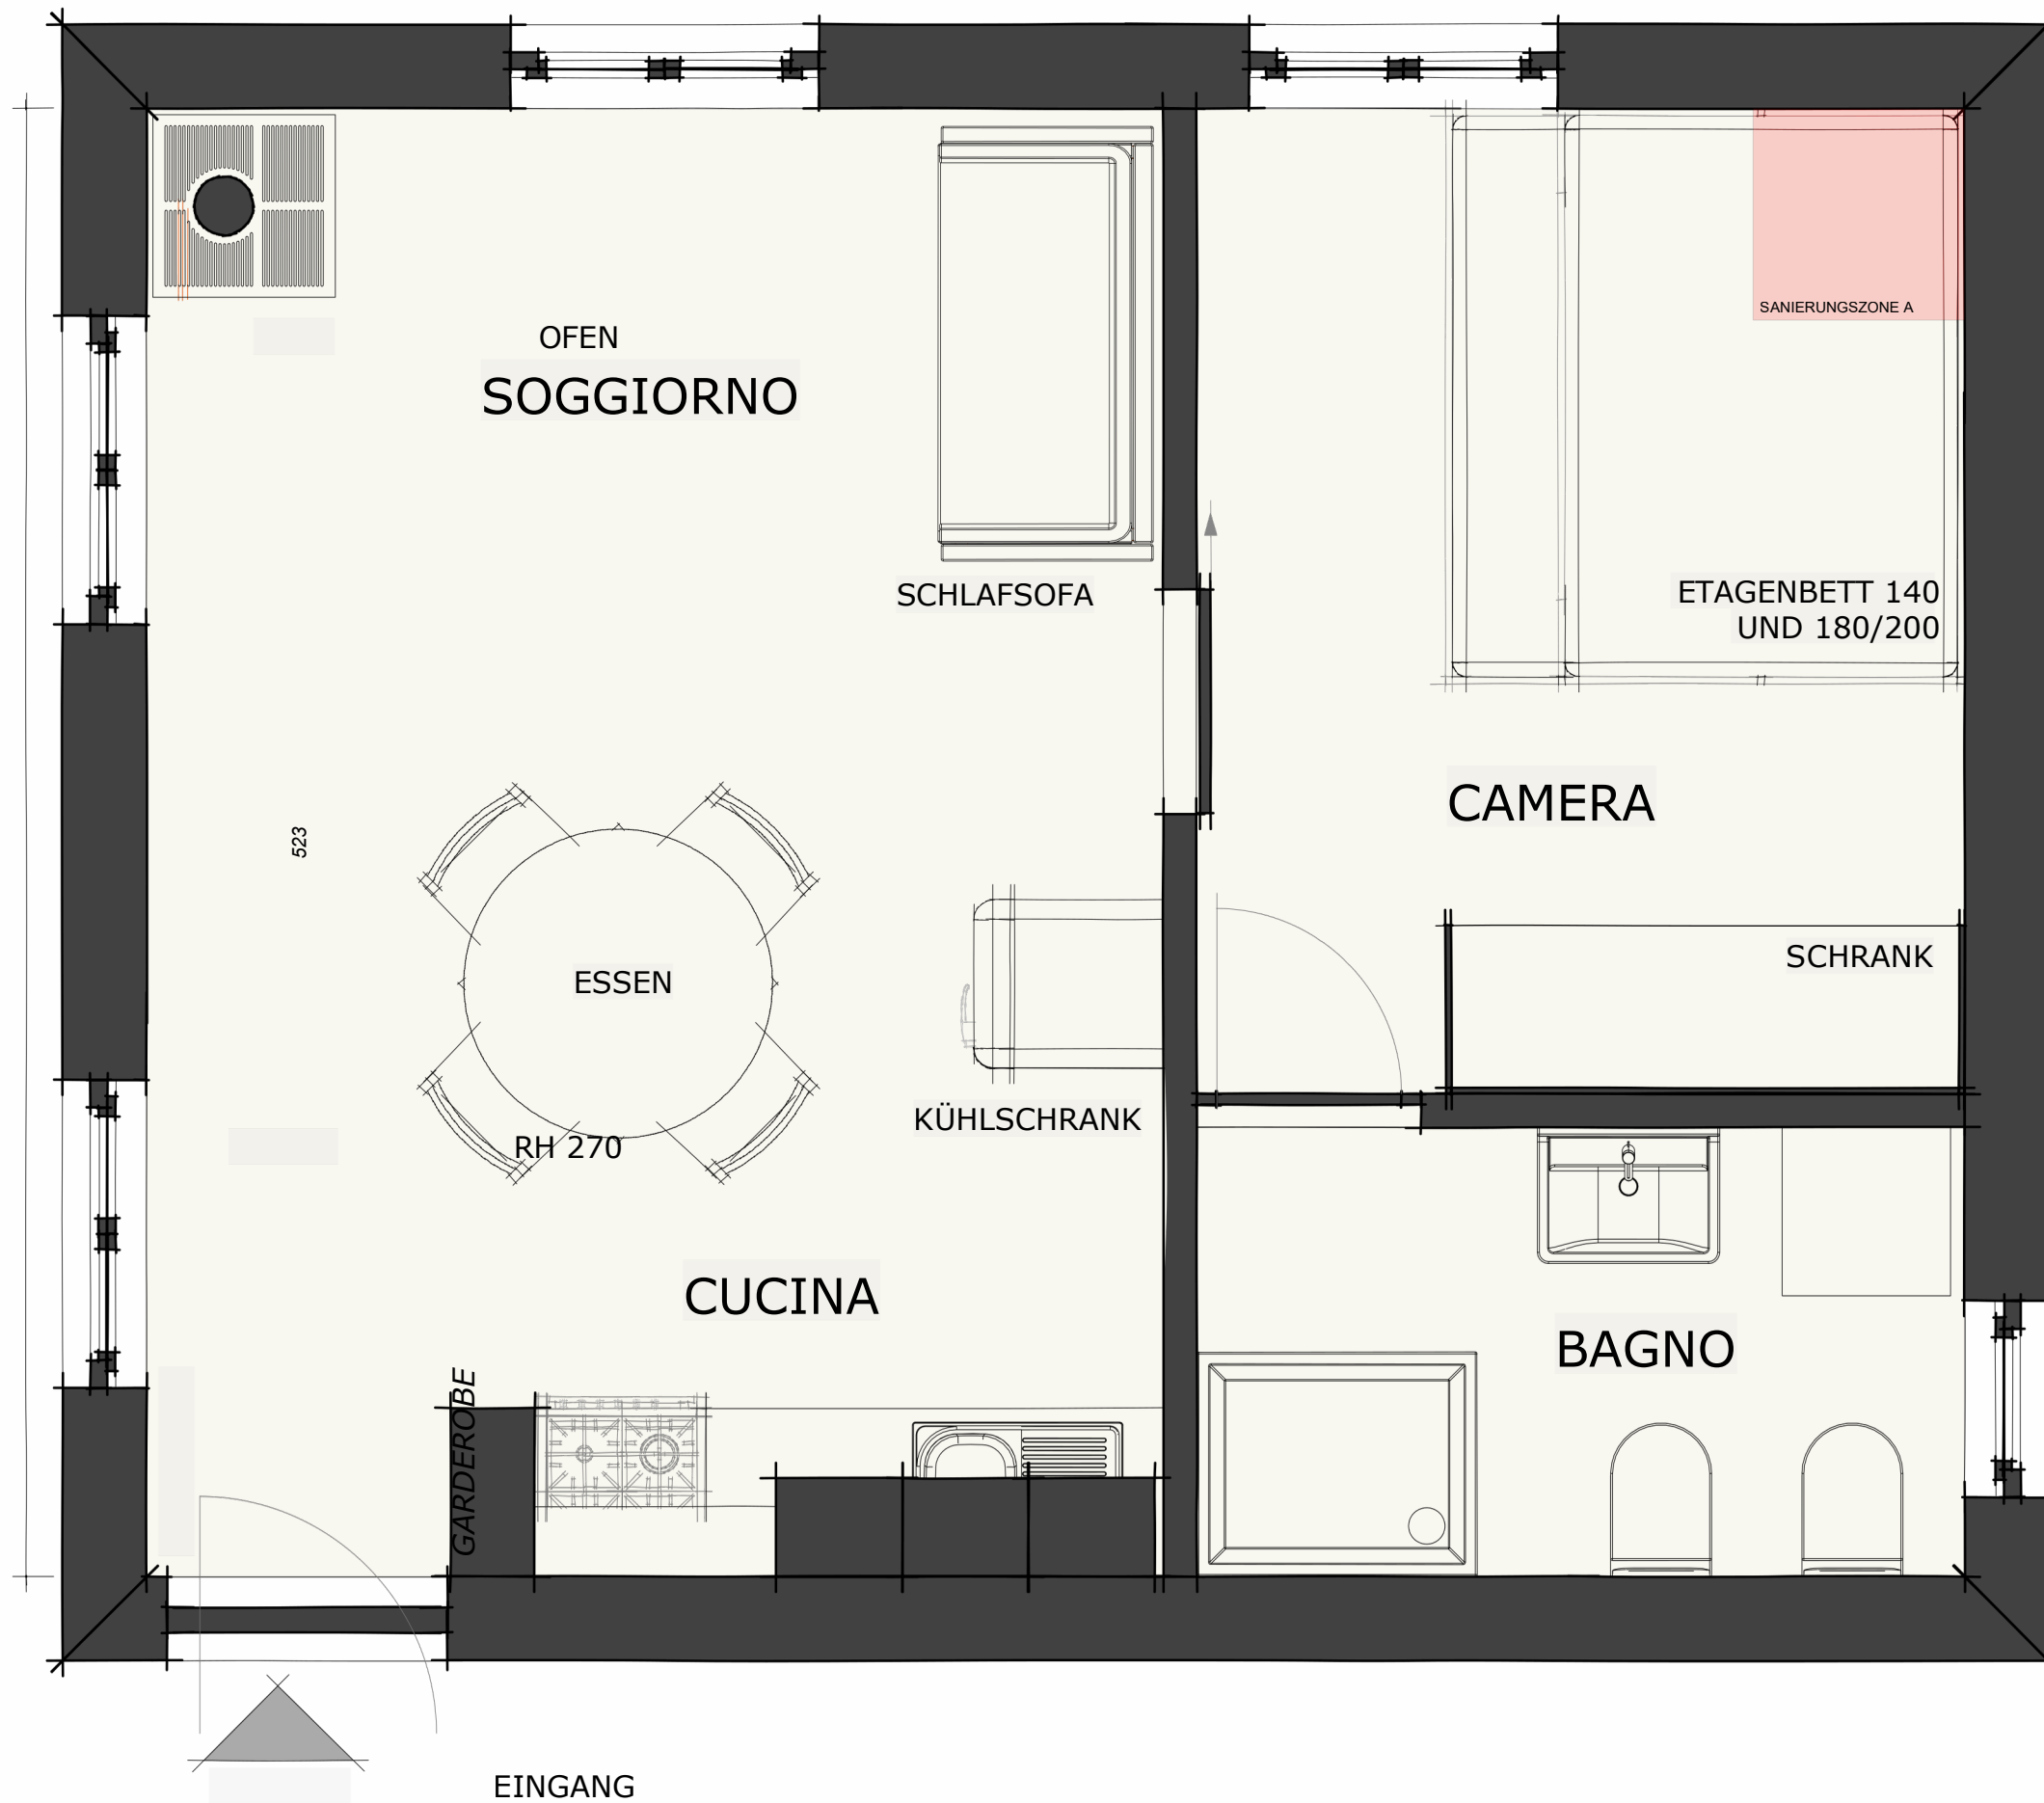 SANIERUNGSZONE A
OFEN
SOGGIORNO
SCHLAFSOFA
ETAGENBETT 140
UND 180/200
CAMERA
523
ESSEN
SCHRANK
KÜHLSCHRANK
RH 270
CUCINA
BAGNO
GARDEROBE
EINGANG